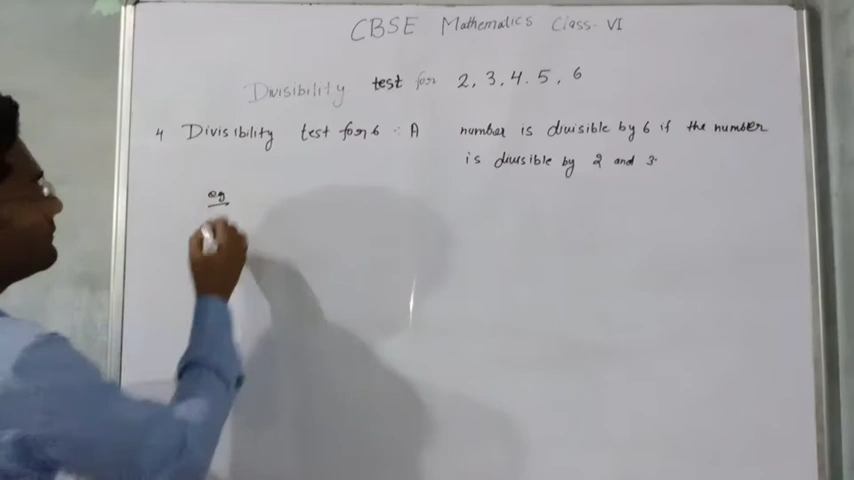 CBSE Mathematics Class- VI
Divisibility test for 2, 3, 4. 5, 6
4 Divisibility test for 6 : A number is divisible by 6 if the number
is divisible by 2 and 3.
eg